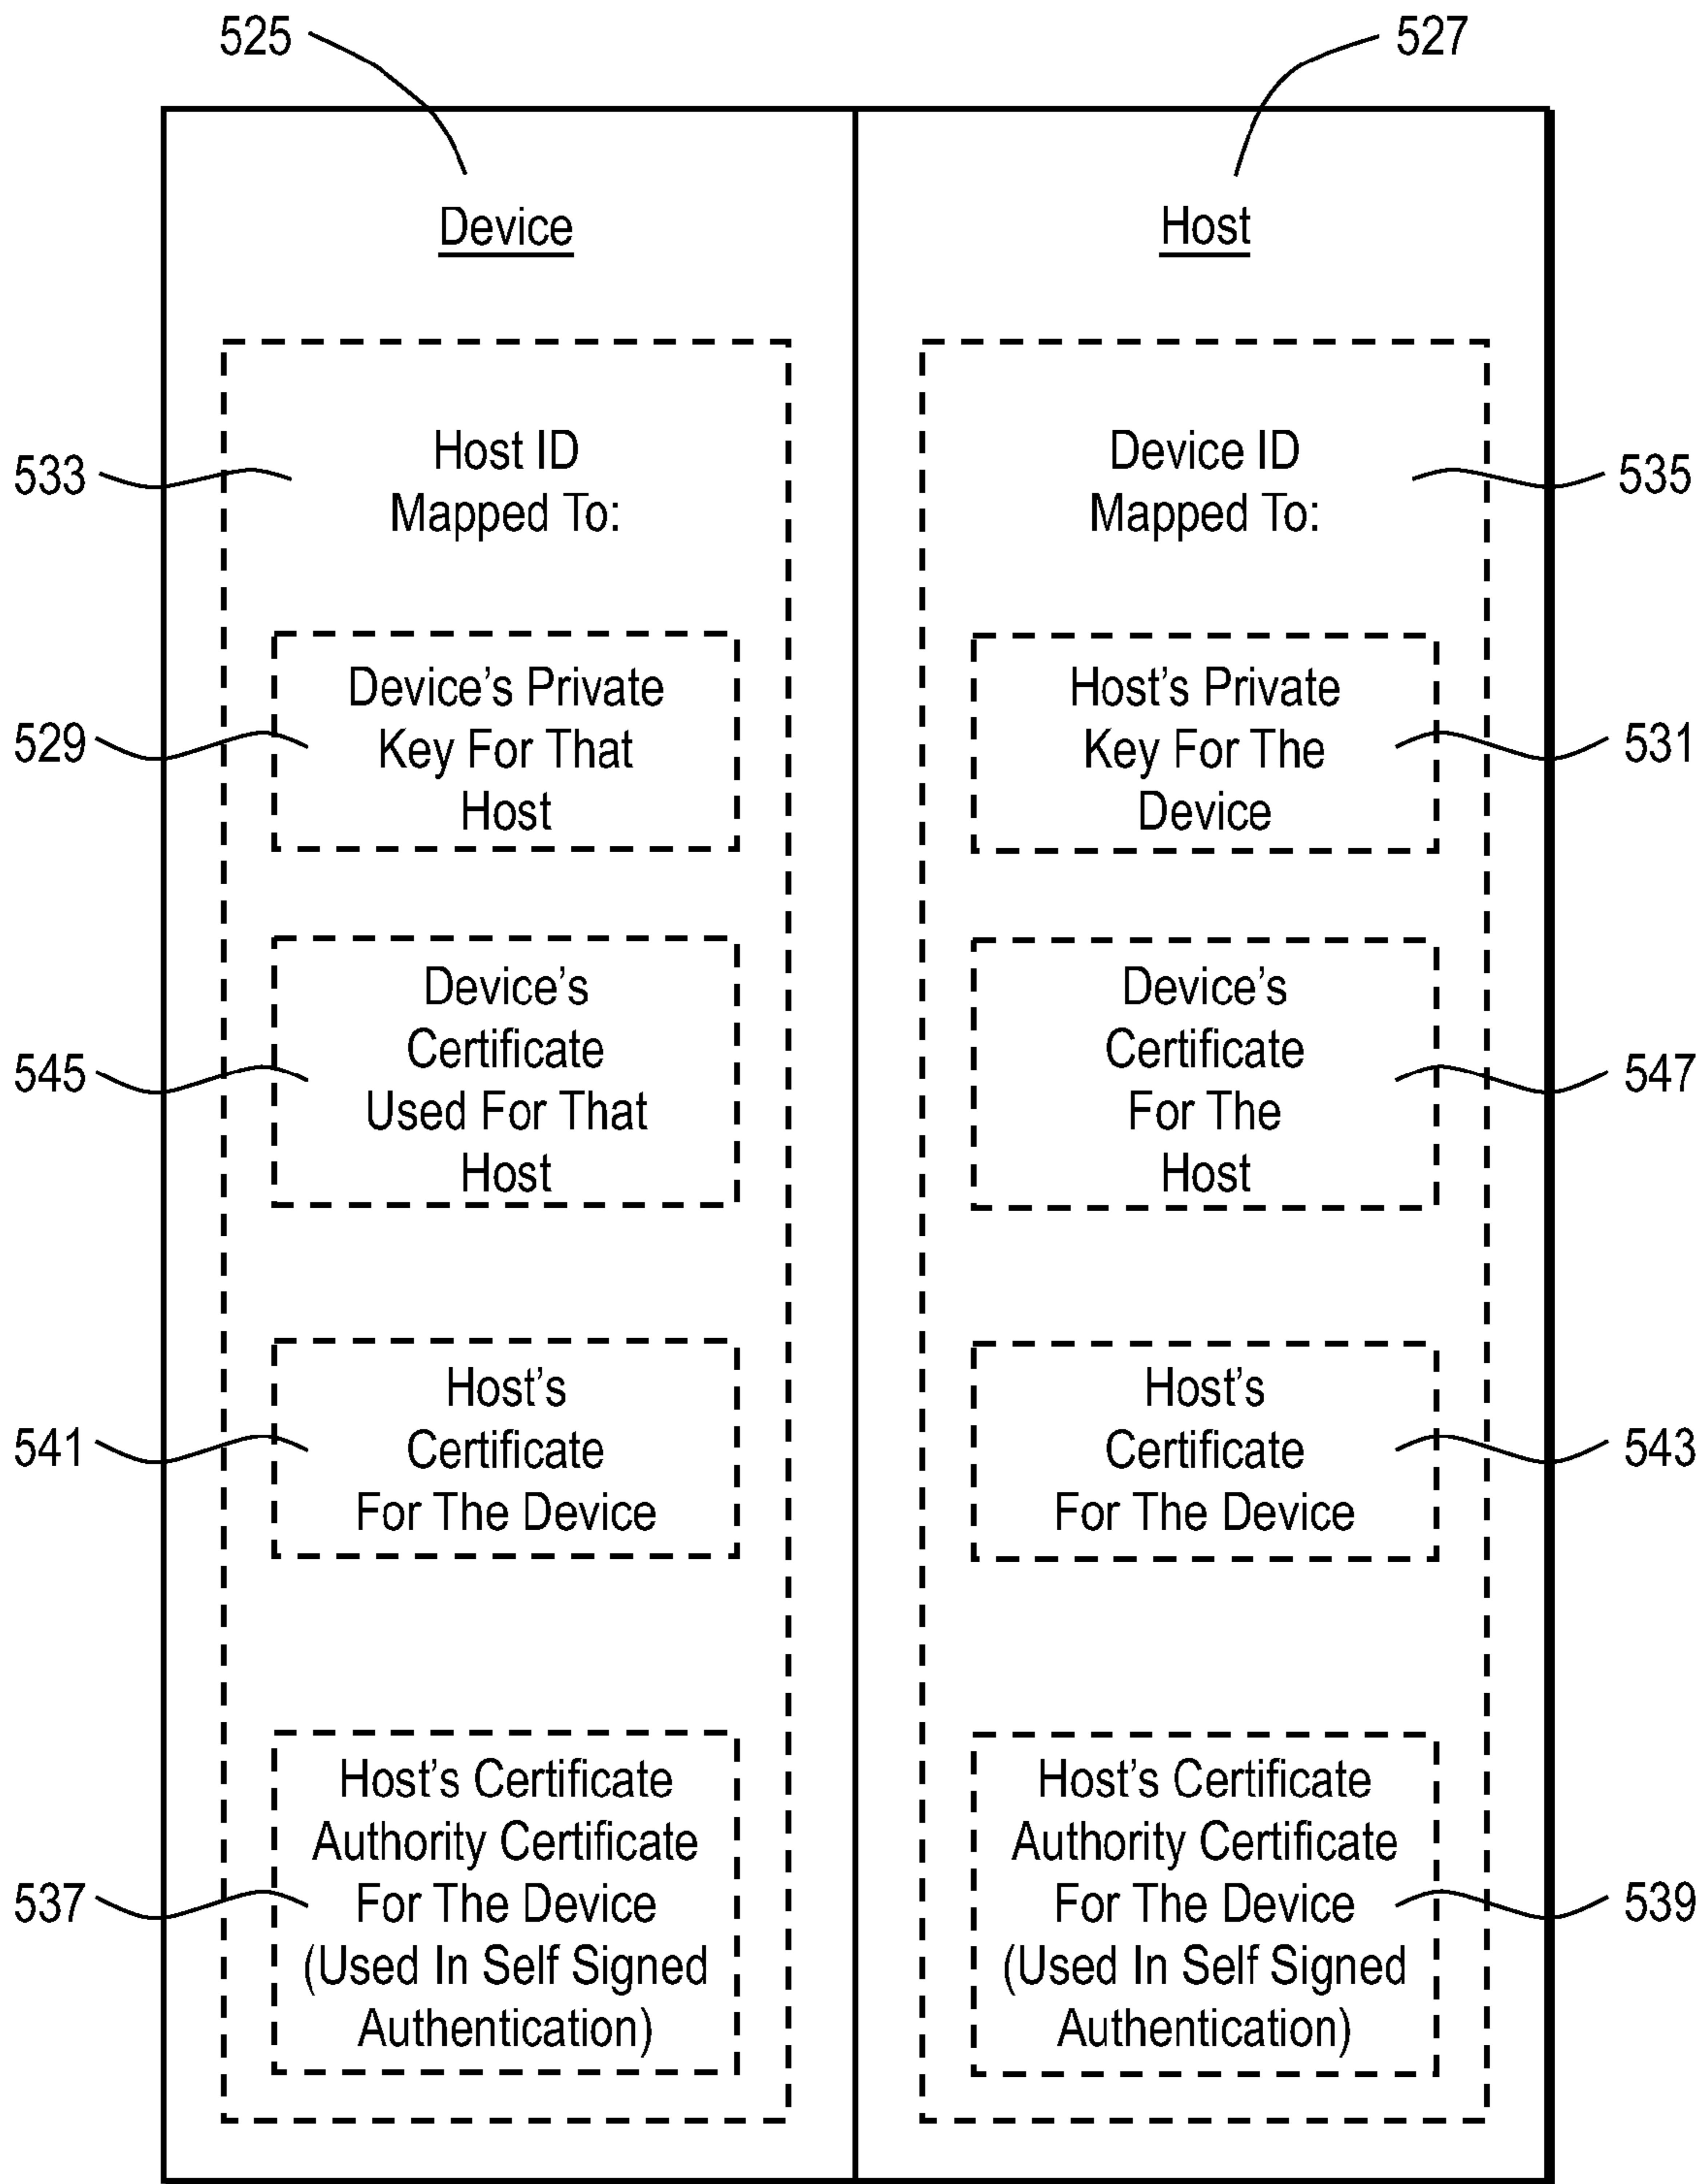 525
527
Device
Host
533
Host ID
Mapped To:
Device ID
Mapped To:
535
529
Device’s Private
Key For That
Host
Host’s Private
Key For The
Device
531
545
Device’s
Certificate
Used For That
Host
Device’s
Certificate
For The
Host
547
541
Host’s
Certificate
For The Device
Host’s
Certificate
For The Device
543
537
Host’s Certificate
Authority Certificate
For The Device
(Used In Self Signed
Authentication)
Host’s Certificate
Authority Certificate
For The Device
(Used In Self Signed
Authentication)
539